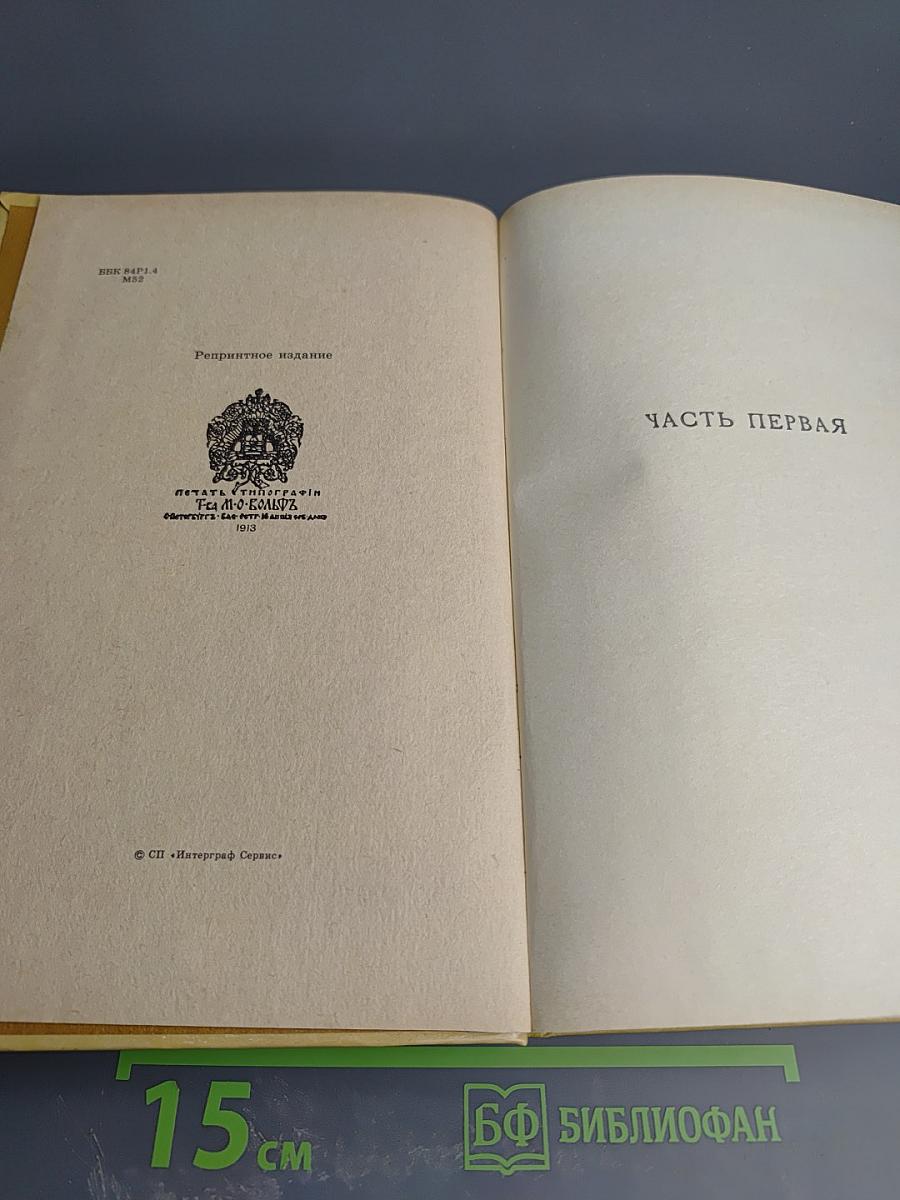 ББК 84Р1.4
М52
Репринтное издание
ПЕЧАТЬ ТИПОГРАФІИ
Т-ва М·О·ВОЛЬФЪ
1913
© СП «Интерграф Сервис»
ЧАСТЬ ПЕРВАЯ
15 см
БФ БИБЛИОФАН